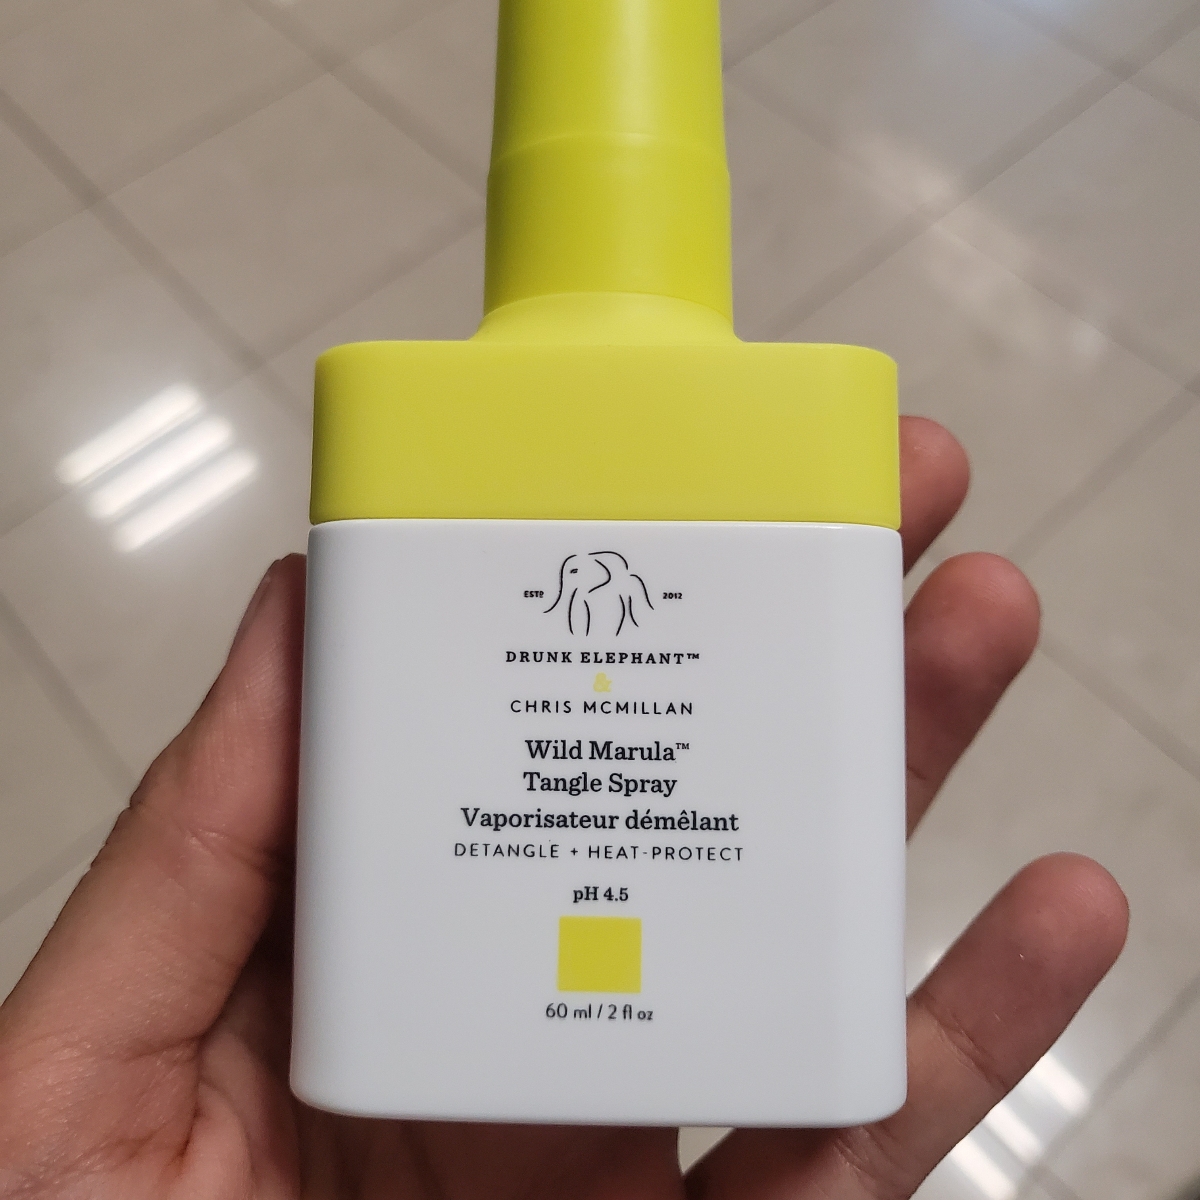 ESTD 2012
DRUNK ELEPHANT™
&
CHRIS MCMILLAN
Wild Marula™
Tangle Spray
Vaporisateur démêlant
DETANGLE + HEAT-PROTECT
pH 4.5
60 ml / 2 fl oz